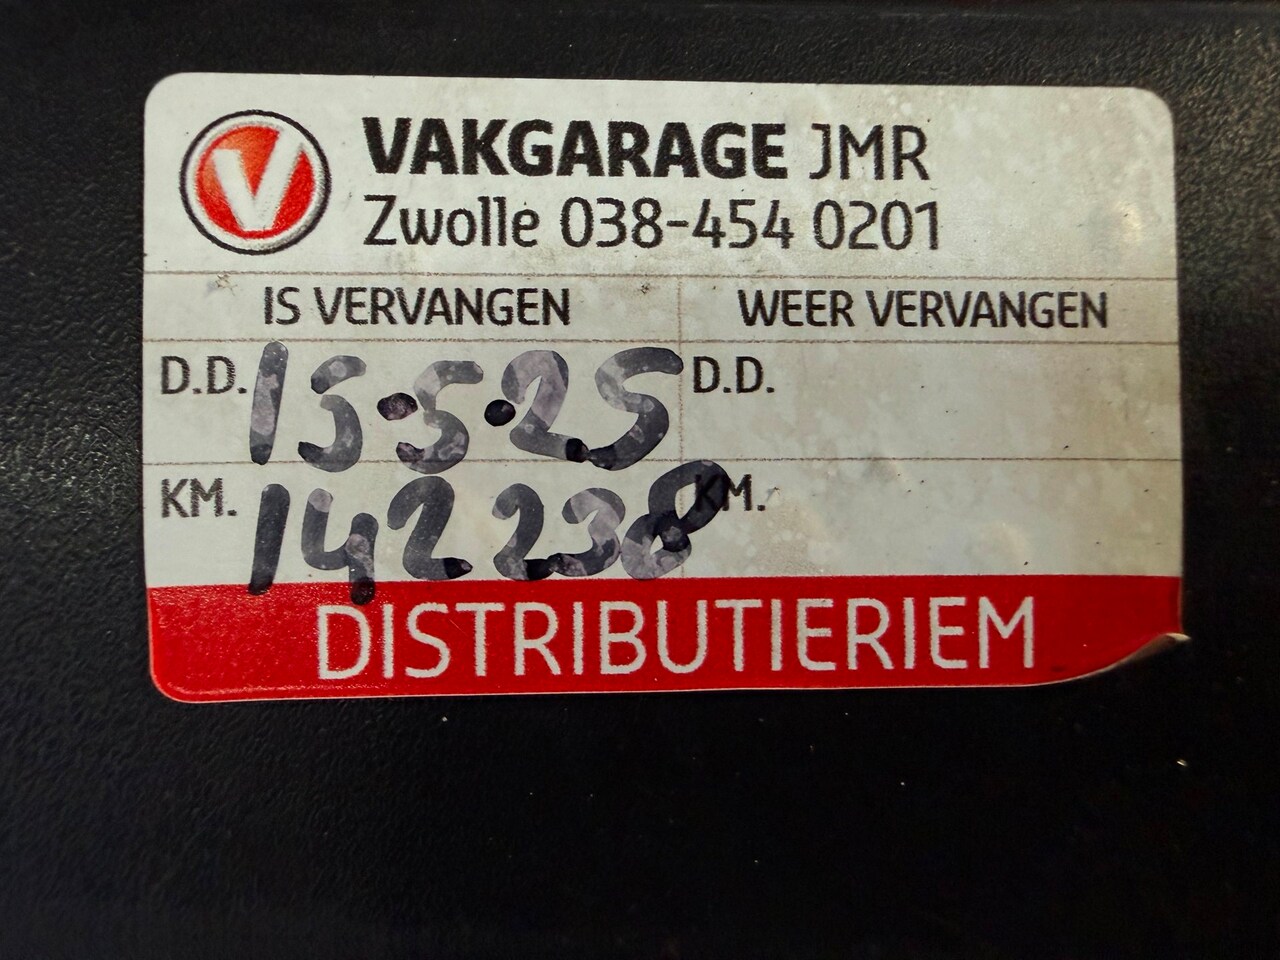 V VAKGARAGE JMR
Zwolle 038-454 0201
IS VERVANGEN WEER VERVANGEN
D.D. 15-5-25 D.D.
KM. 142238 KM.
DISTRIBUTIERIEM